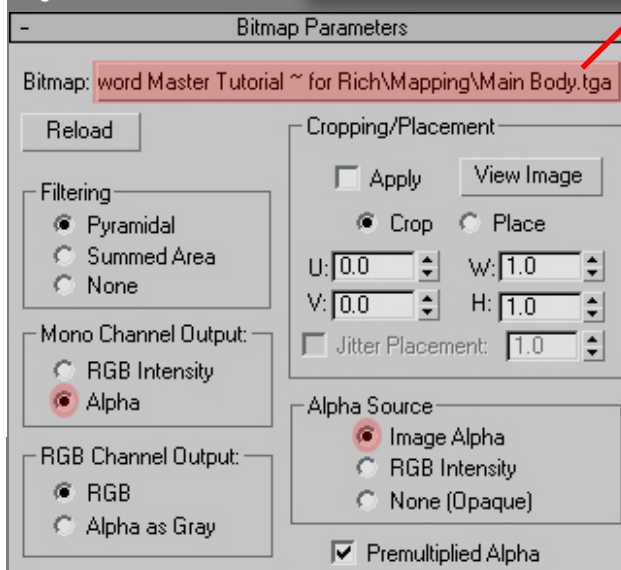 - Bitmap Parameters
Bitmap: word Master Tutorial ~ for Rich\Mapping\Main Body.tga
Reload
Filtering
Pyramidal
Summed Area
None
Mono Channel Output:
RGB Intensity
Alpha
RGB Channel Output:
RGB
Alpha as Gray
Cropping/Placement
Apply View Image
Crop Place
U: 0.0 W: 1.0
V: 0.0 H: 1.0
Jitter Placement: 1.0
Alpha Source
Image Alpha
RGB Intensity
None (Opaque)
Premultiplied Alpha